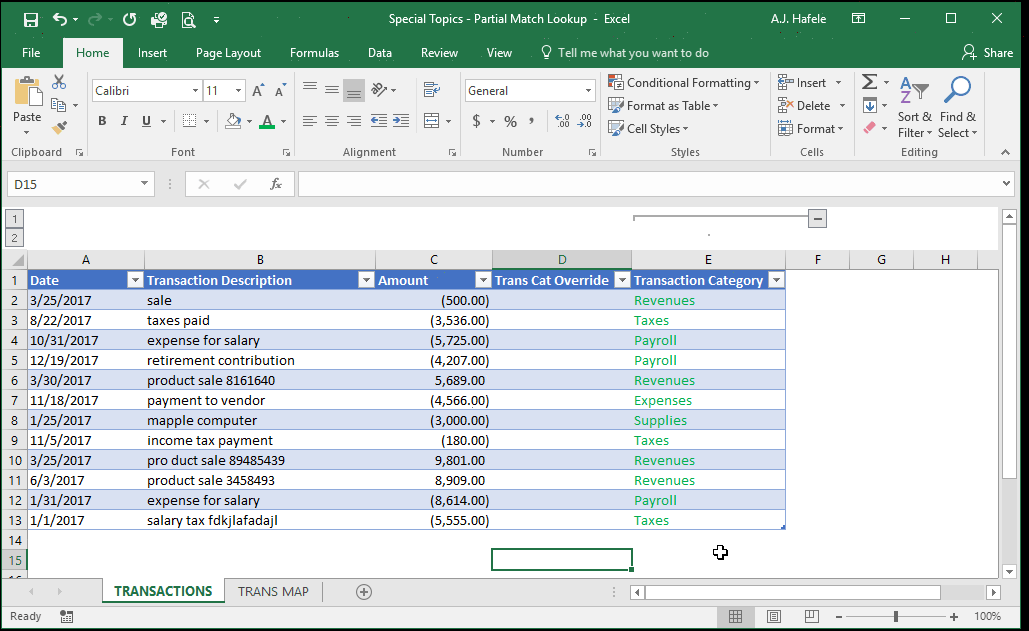 Special Topics - Partial Match Lookup - Excel
A.J. Hafele
File Home Insert Page Layout Formulas Data Review View Tell me what you want to do Share
Paste
Calibri 11
B I U A
General
$ % ,
Conditional Formatting
Format as Table
Cell Styles
Insert
Delete
Format
Sort & Filter
Find & Select
Clipboard Font Alignment Number Styles Cells Editing
D15 fx
1
2
A B C D E F G H
1 Date Transaction Description Amount Trans Cat Override Transaction Category
2 3/25/2017 sale (500.00) Revenues
3 8/22/2017 taxes paid (3,536.00) Taxes
4 10/31/2017 expense for salary (5,725.00) Payroll
5 12/19/2017 retirement contribution (4,207.00) Payroll
6 3/30/2017 product sale 8161640 5,689.00 Revenues
7 11/18/2017 payment to vendor (4,566.00) Expenses
8 1/25/2017 mapple computer (3,000.00) Supplies
9 11/5/2017 income tax payment (180.00) Taxes
10 3/25/2017 pro duct sale 89485439 9,801.00 Revenues
11 6/3/2017 product sale 3458493 8,909.00 Revenues
12 1/31/2017 expense for salary (8,614.00) Payroll
13 1/1/2017 salary tax fdkjlafadajl (5,555.00) Taxes
14
15
TRANSACTIONS TRANS MAP
Ready 100%